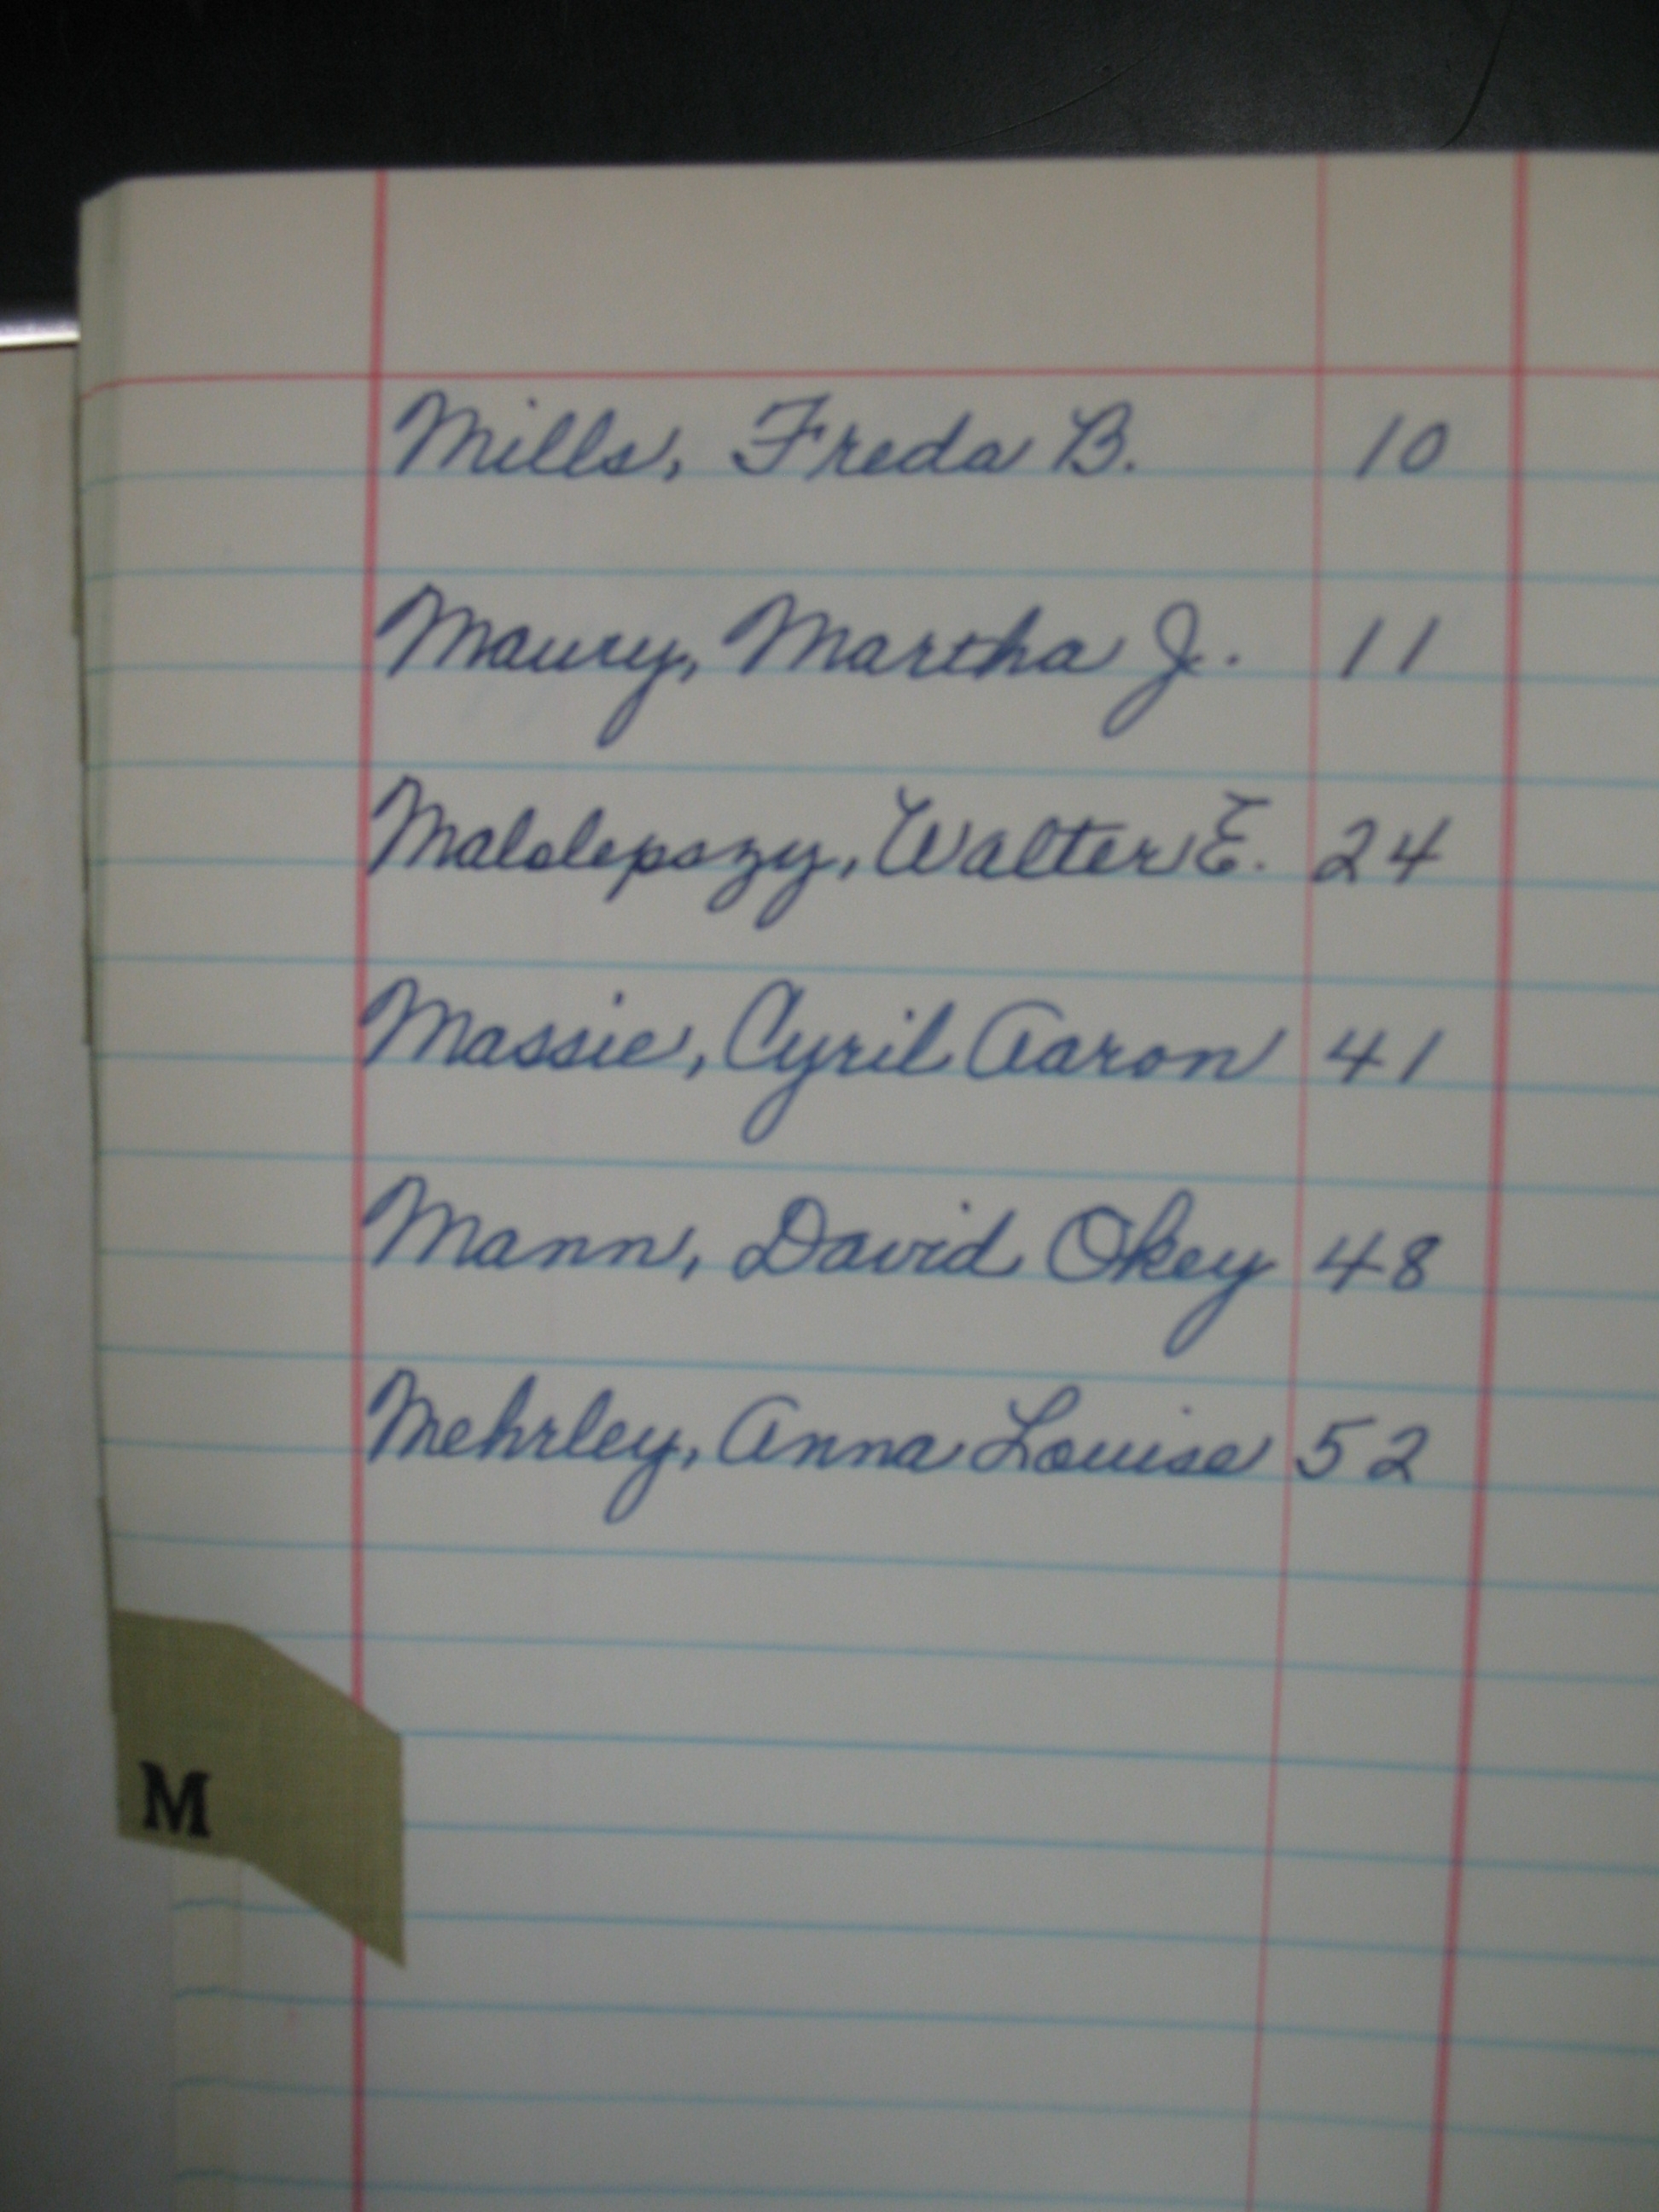 Mills, Freda B. 10
Maury, Martha J. 11
Malolepszy, Walter E. 24
Massie, Cyril Aaron 41
Mann, David Okey 48
Mehrley, Anna Louise 52
M